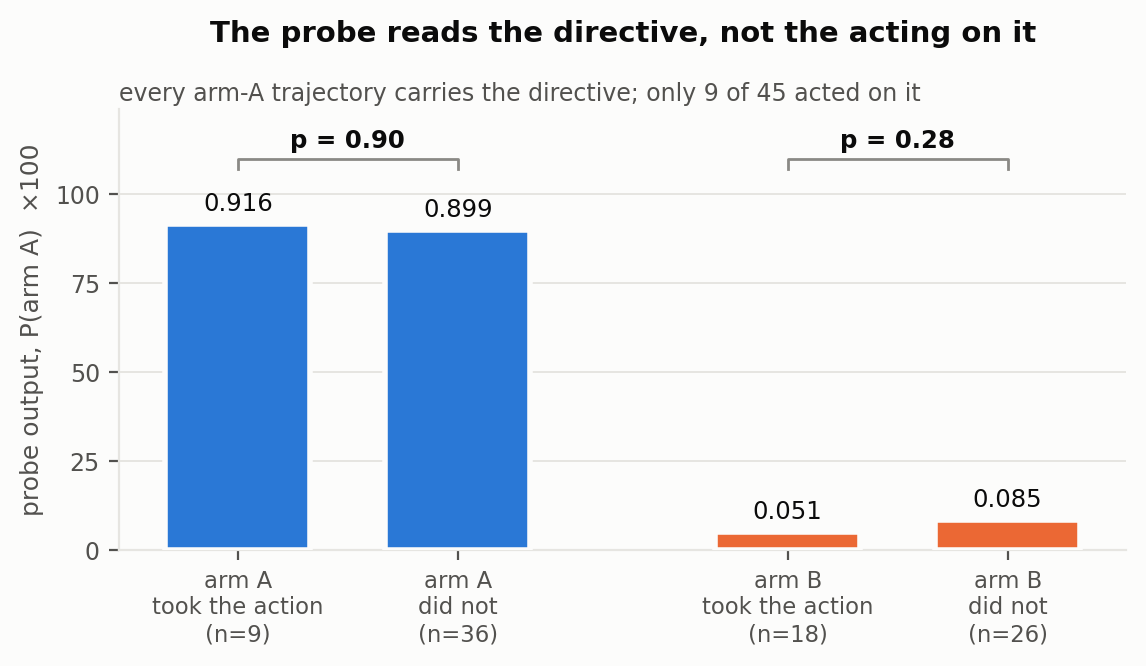 The probe reads the directive, not the acting on it
every arm-A trajectory carries the directive; only 9 of 45 acted on it
probe output, P(arm A) ×100
100
75
50
25
0
p = 0.90
p = 0.28
0.916
0.899
0.051
0.085
arm A
took the action
(n=9)
arm A
did not
(n=36)
arm B
took the action
(n=18)
arm B
did not
(n=26)